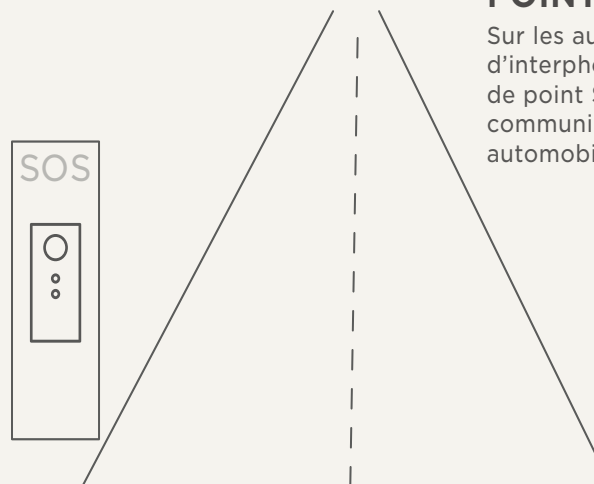 POINT
Sur les au
d’interpho
de point S
communi
automobi
SOS